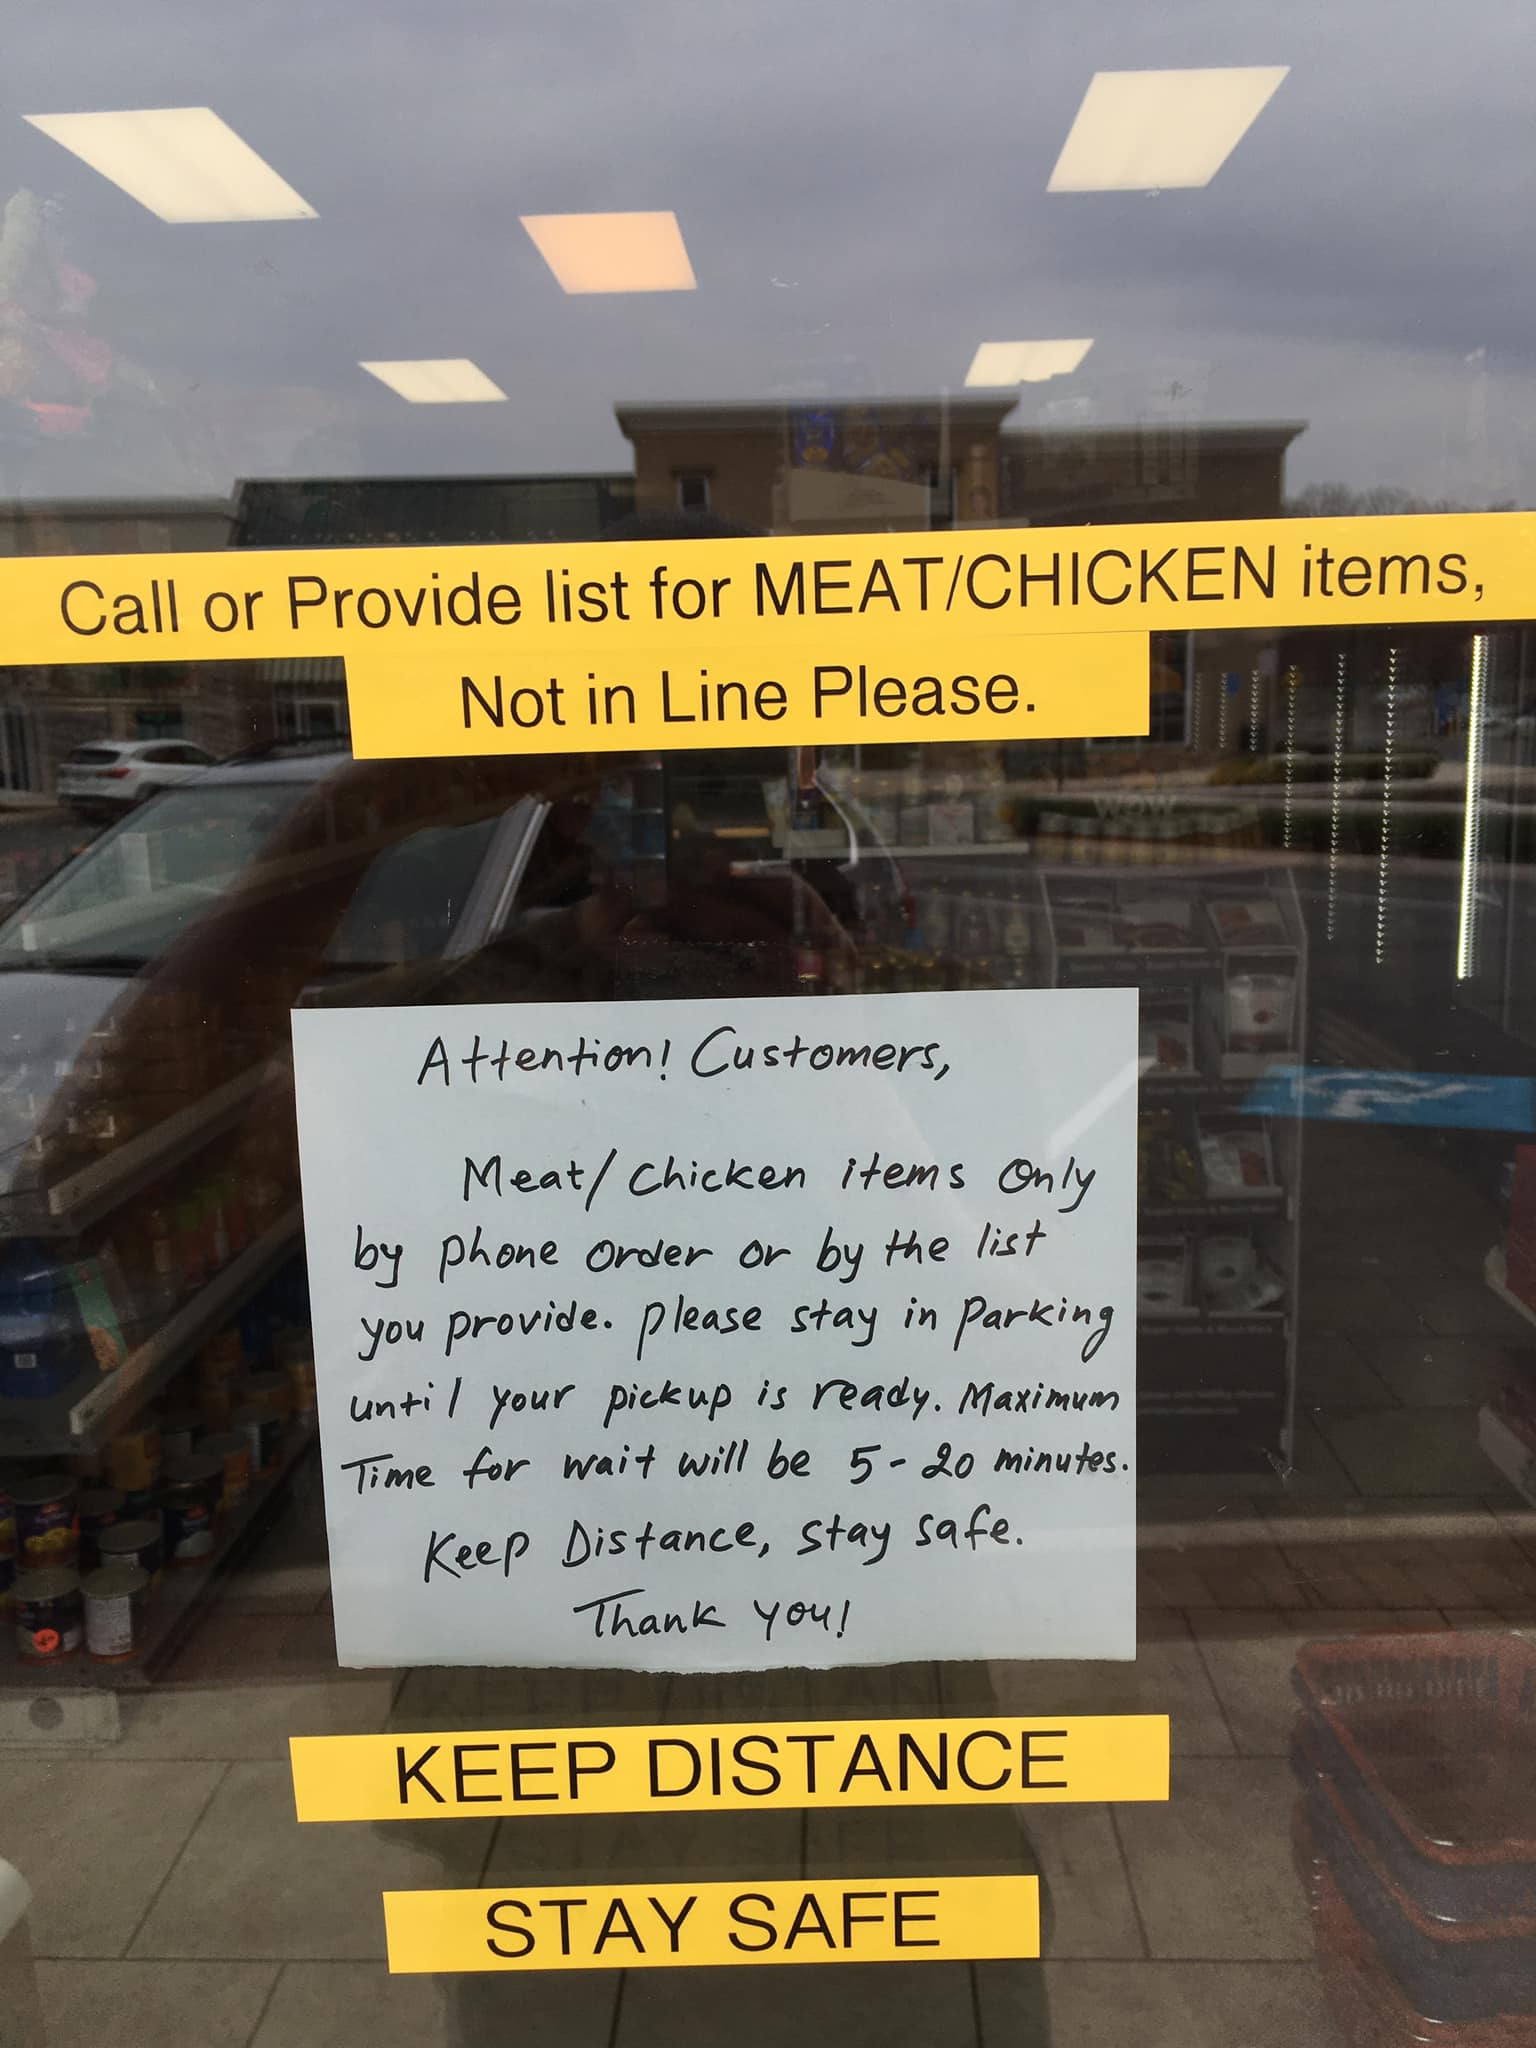 Call or Provide list for MEAT/CHICKEN items,
Not in Line Please.
Attention! Customers,
Meat/Chicken items Only
by phone order or by the list
you provide. please stay in Parking
until your pickup is ready. Maximum
Time for wait will be 5-20 minutes.
Keep Distance, stay safe.
Thank you!
KEEP DISTANCE
STAY SAFE